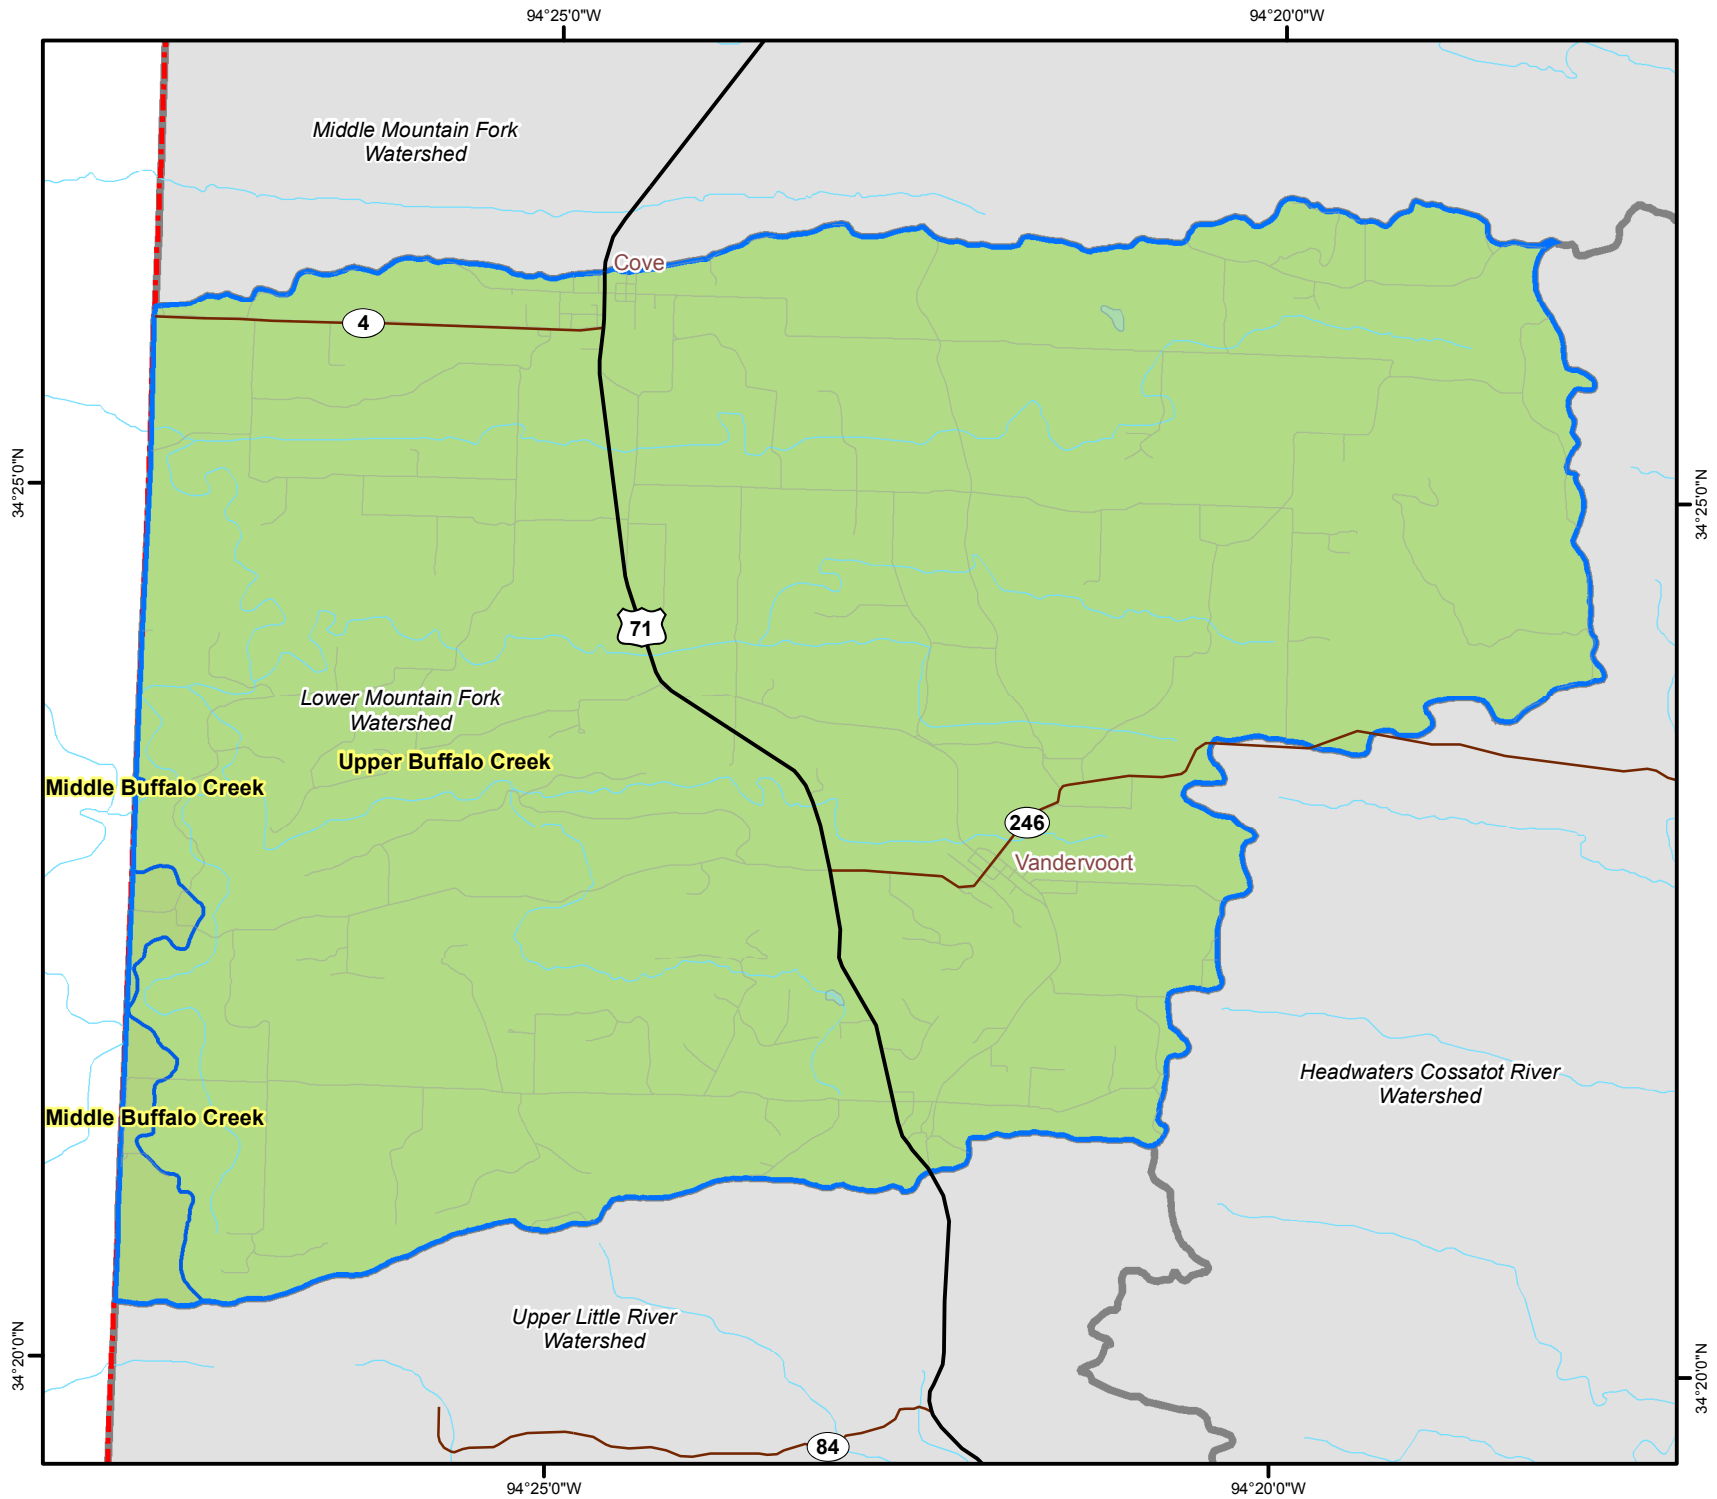 94°25'0"W
94°20'0"W
Middle Mountain Fork
Watershed
Cove
4
34°25'0"N
34°25'0"N
71
Lower Mountain Fork
Watershed
Upper Buffalo Creek
Middle Buffalo Creek
246
Vandervoort
Headwaters Cossatot River
Watershed
Middle Buffalo Creek
Upper Little River
Watershed
34°20'0"N
34°20'0"N
84
94°25'0"W
94°20'0"W